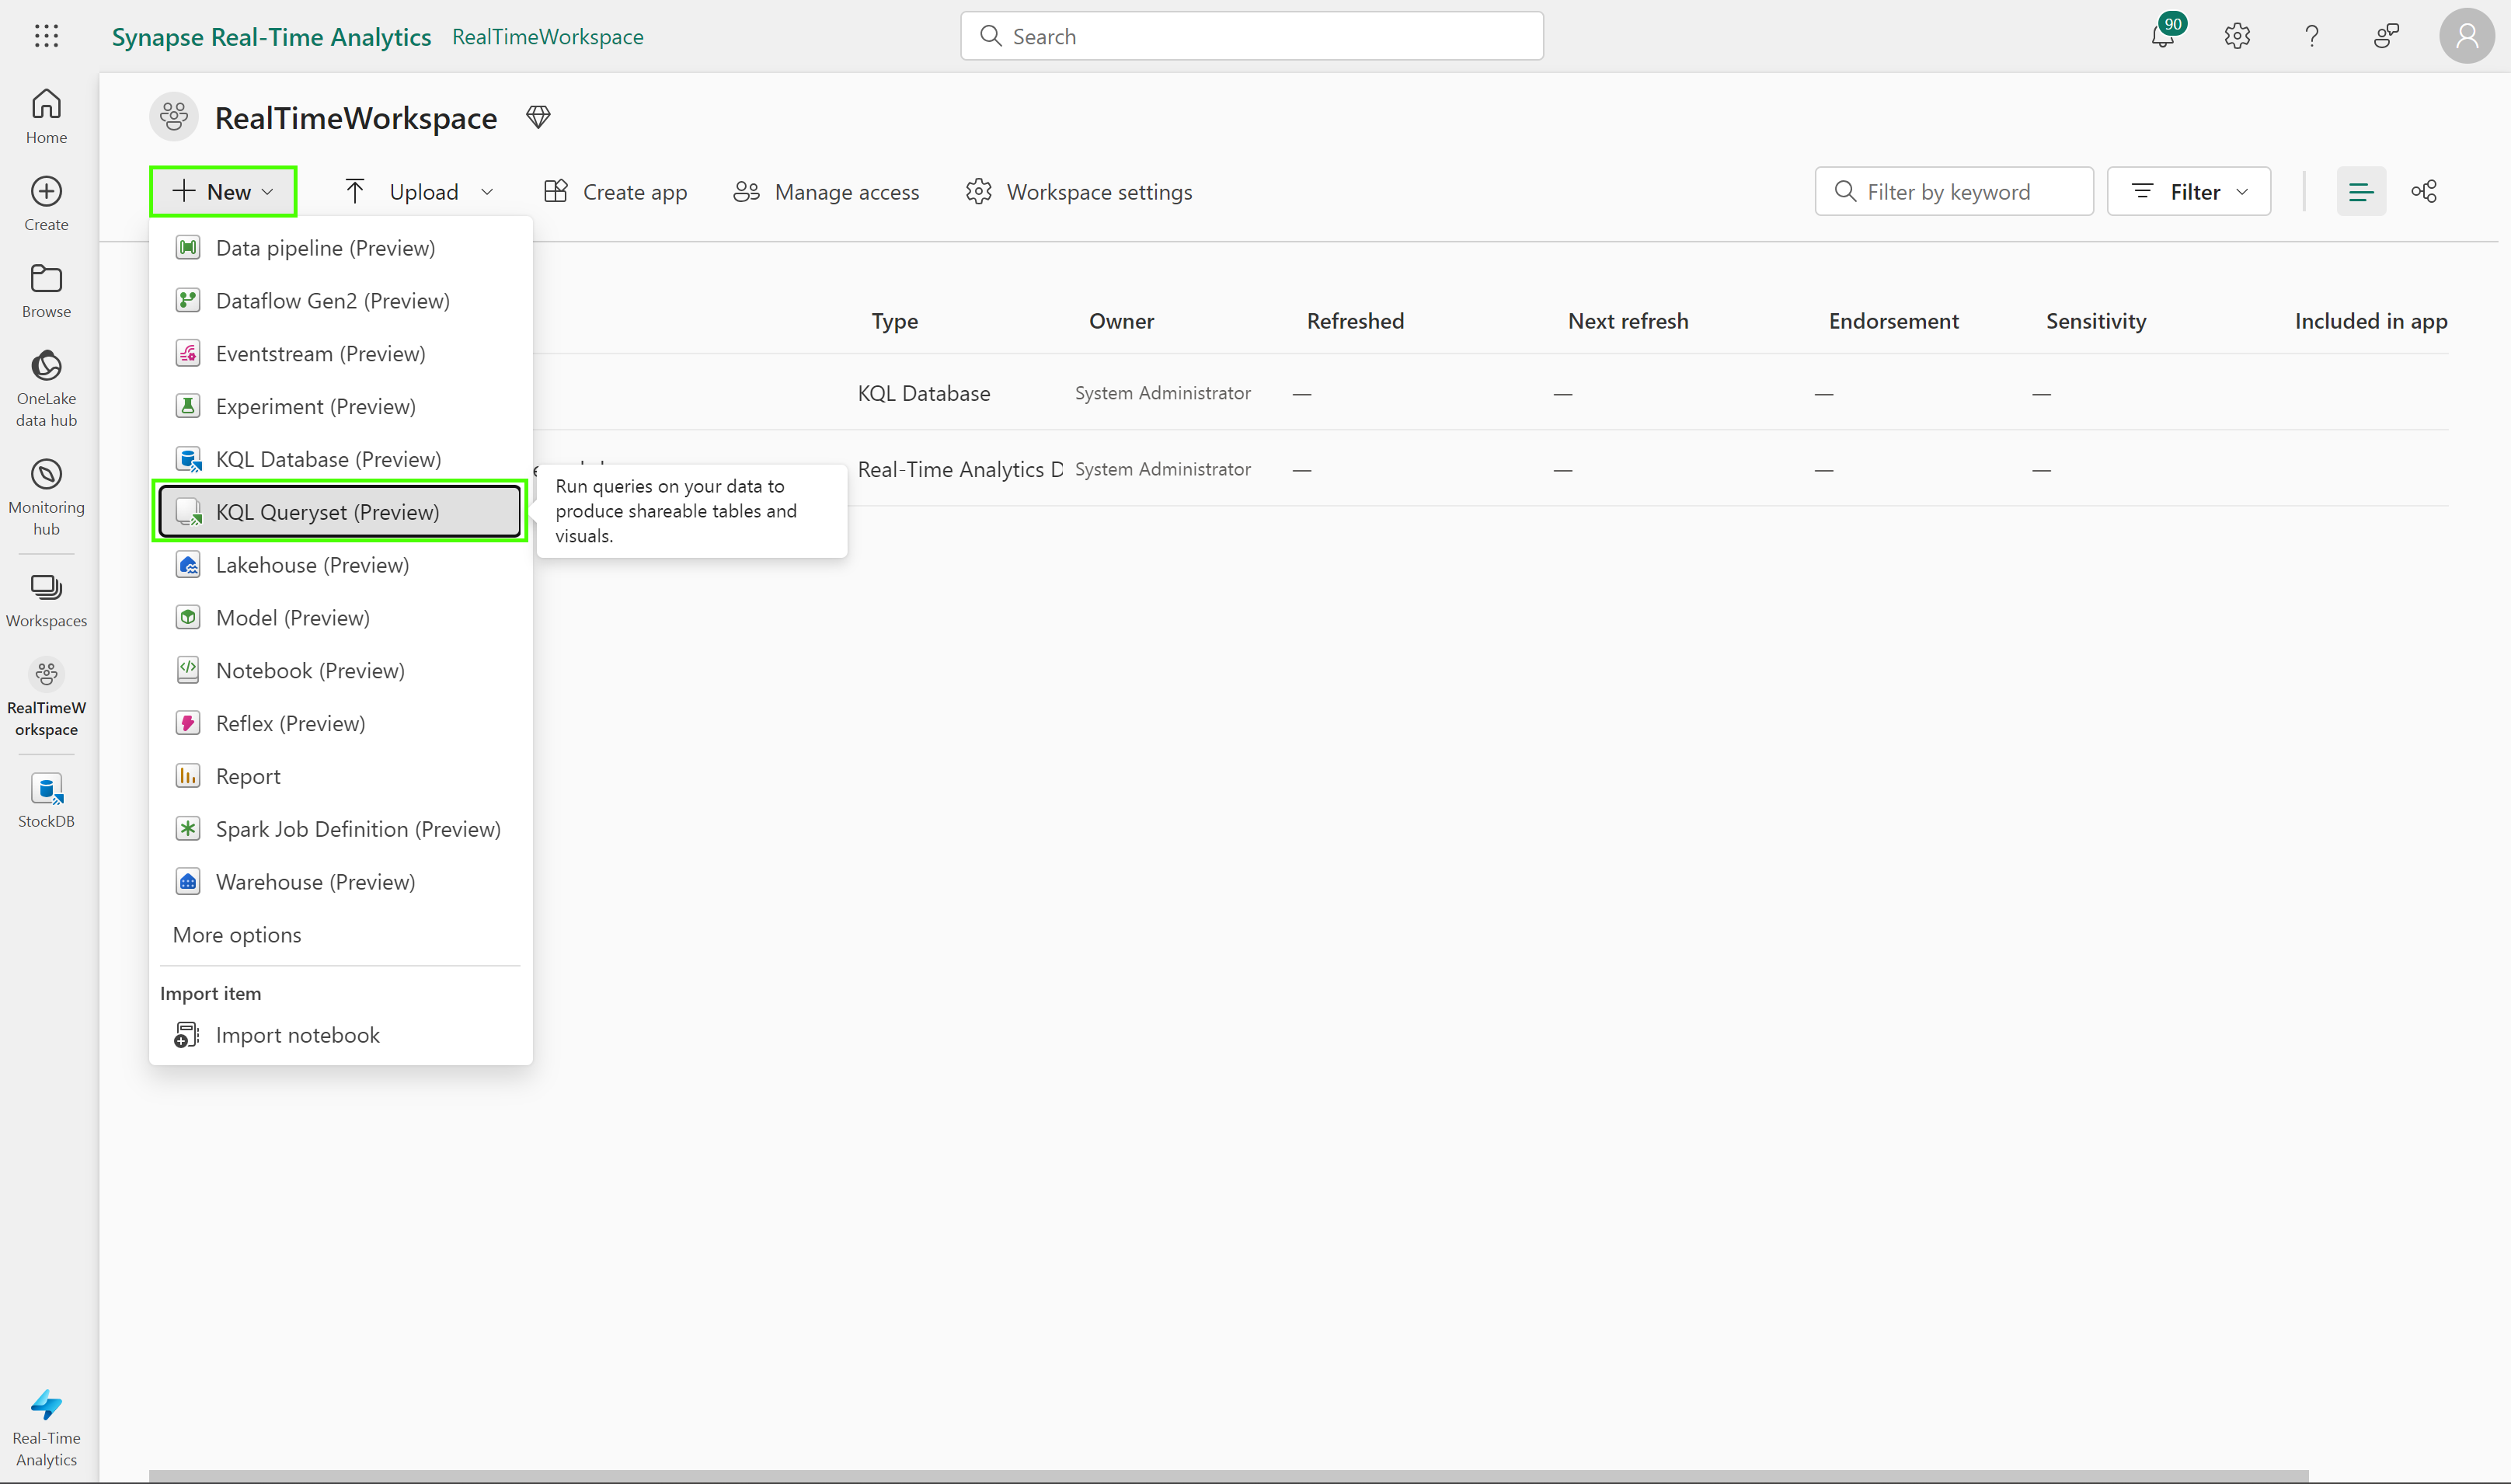 Synapse Real-Time Analytics RealTimeWorkspace
Search
90
Home
Create
Browse
OneLake
data hub
Monitoring
hub
Workspaces
RealTimeW
orkspace
StockDB
Real-Time
Analytics
RealTimeWorkspace
New Upload Create app Manage access Workspace settings
Filter by keyword Filter
Data pipeline (Preview)
Dataflow Gen2 (Preview)
Eventstream (Preview)
Experiment (Preview)
KQL Database (Preview)
KQL Queryset (Preview)
Lakehouse (Preview)
Model (Preview)
Notebook (Preview)
Reflex (Preview)
Report
Spark Job Definition (Preview)
Warehouse (Preview)
More options
Import item
Import notebook
Run queries on your data to
produce shareable tables and
visuals.
Type Owner Refreshed Next refresh Endorsement Sensitivity Included in app
KQL Database System Administrator — — — —
Real-Time Analytics D System Administrator — — — —